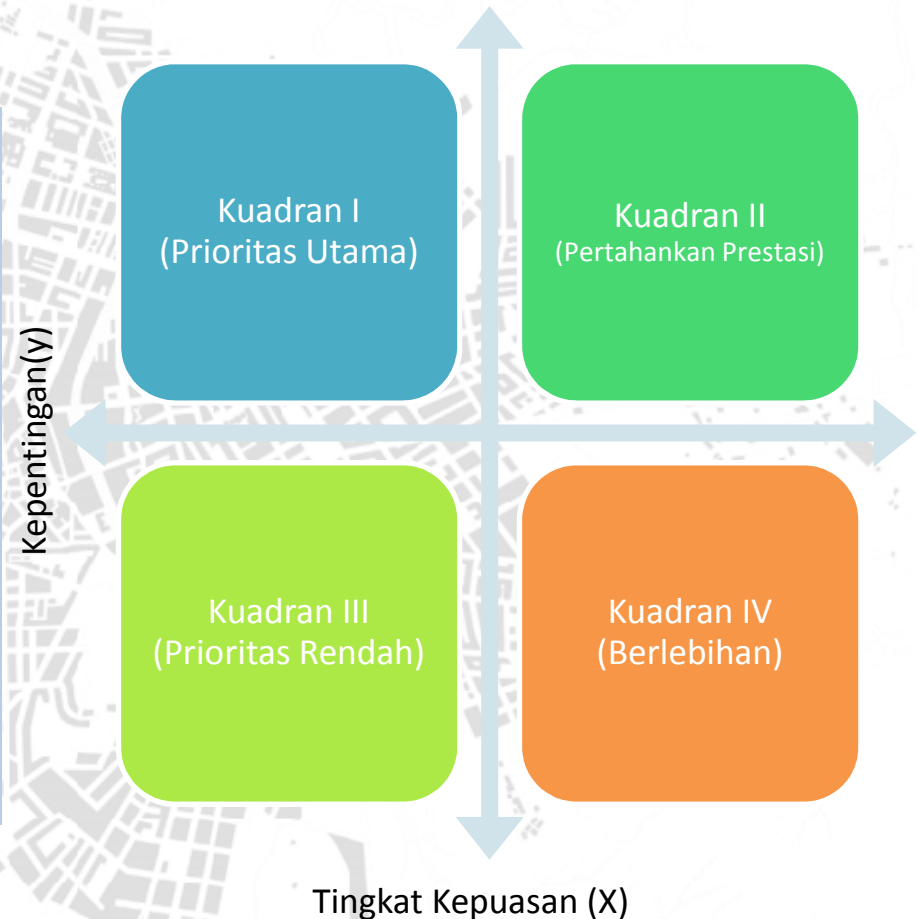 Kuadran I
(Prioritas Utama)
Kuadran II
(Pertahankan Prestasi)
Kepentingan(y)
Kuadran III
(Prioritas Rendah)
Kuadran IV
(Berlebihan)
Tingkat Kepuasan (X)